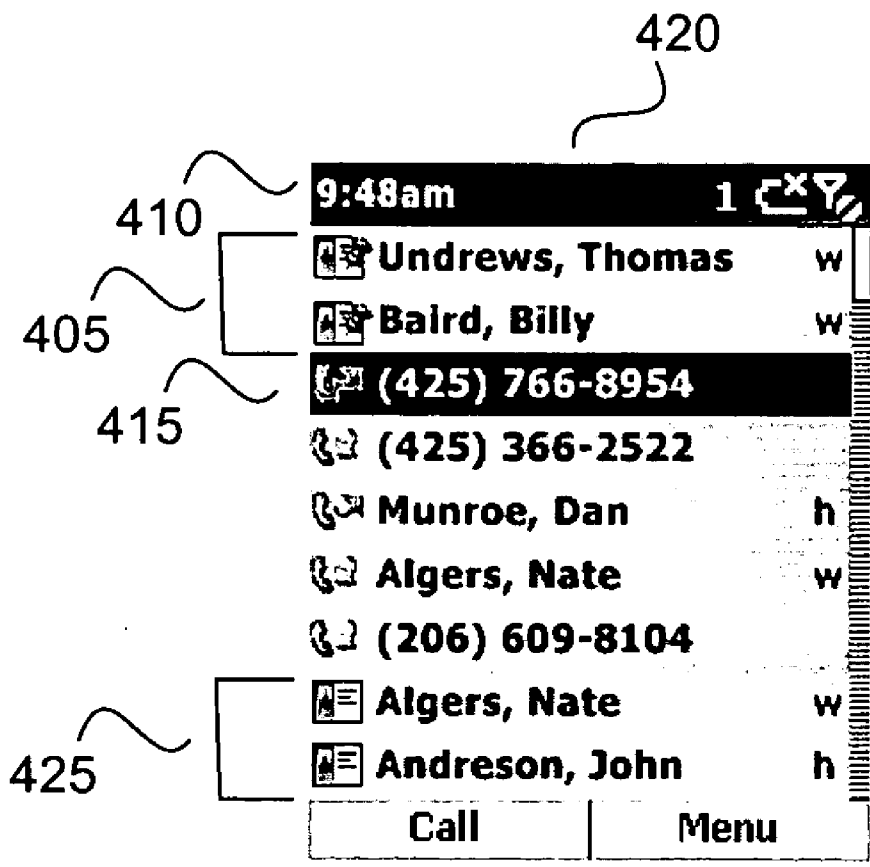 420
410
9:48am 1
405
Undrews, Thomas w
Baird, Billy w
415
(425) 766-8954
(425) 366-2522
Munroe, Dan h
Algers, Nate w
(206) 609-8104
425
Algers, Nate w
Andreson, John h
Call Menu